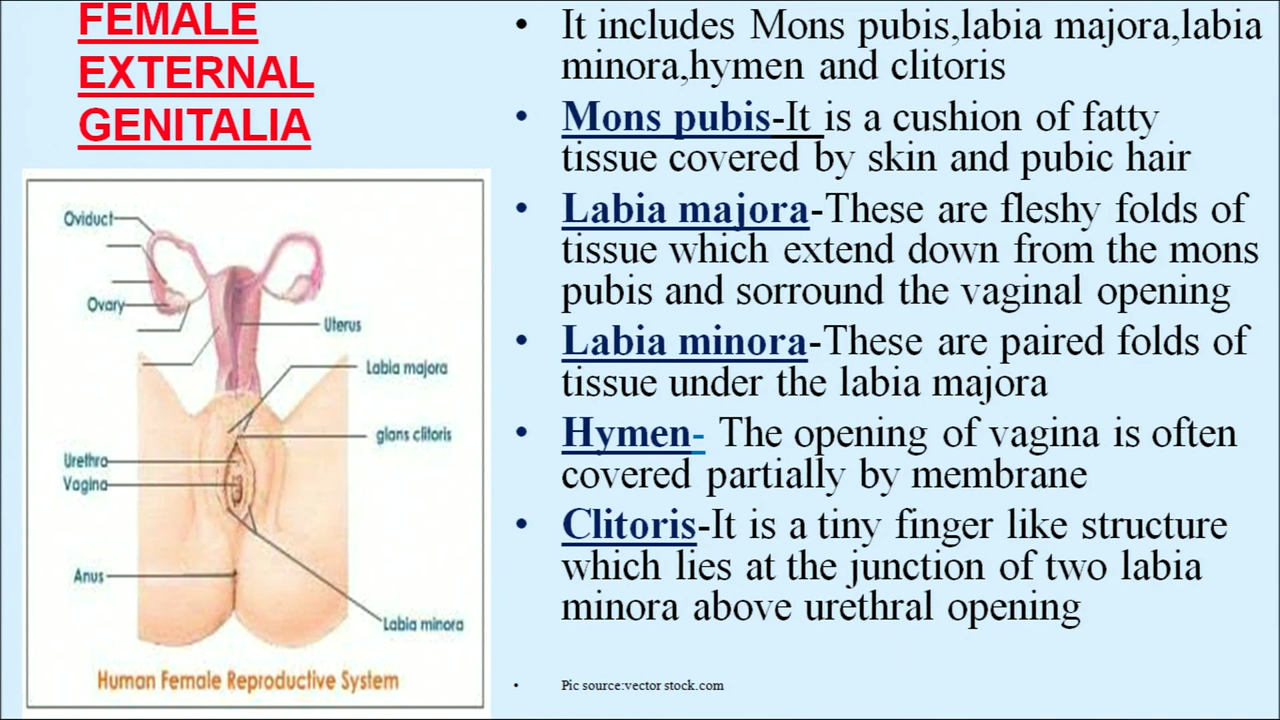 FEMALE
EXTERNAL
GENITALIA
Oviduct
Ovary
Uterus
Labia majora
glans clitoris
Urethra
Vagina
Anus
Labia minora
Human Female Reproductive System
• It includes Mons pubis,labia majora,labia
minora,hymen and clitoris
• Mons pubis-It is a cushion of fatty
tissue covered by skin and pubic hair
• Labia majora-These are fleshy folds of
tissue which extend down from the mons
pubis and sorround the vaginal opening
• Labia minora-These are paired folds of
tissue under the labia majora
• Hymen- The opening of vagina is often
covered partially by membrane
• Clitoris-It is a tiny finger like structure
which lies at the junction of two labia
minora above urethral opening
• Pic source:vector stock.com